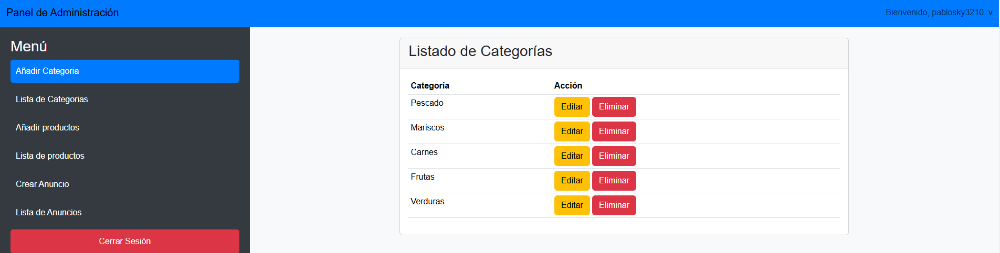 Panel de Administración
Bienvenido, pablosky3210 :v
Menú
Añadir Categoria
Lista de Categorias
Añadir productos
Lista de productos
Crear Anuncio
Lista de Anuncios
Cerrar Sesión
Listado de Categorías
Categoría Acción
Pescado Editar Eliminar
Mariscos Editar Eliminar
Carnes Editar Eliminar
Frutas Editar Eliminar
Verduras Editar Eliminar